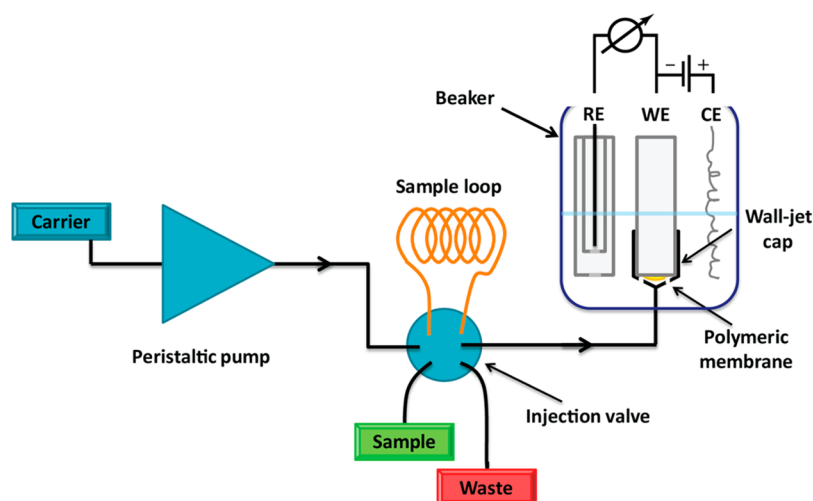 Beaker
RE
WE
CE
−
+
Sample loop
Carrier
Wall-jet
cap
Peristaltic pump
Polymeric
membrane
Injection valve
Sample
Waste